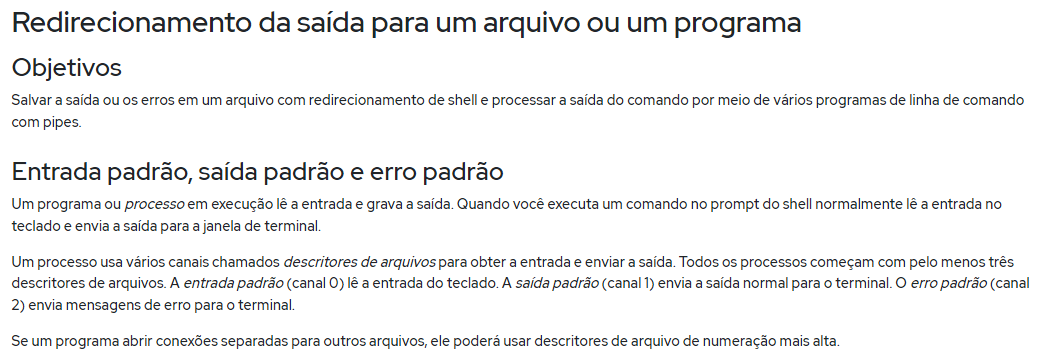 Redirecionamento da saída para um arquivo ou um programa
Objetivos
Salvar a saída ou os erros em um arquivo com redirecionamento de shell e processar a saída do comando por meio de vários programas de linha de comando
com pipes.
Entrada padrão, saída padrão e erro padrão
Um programa ou processo em execução lê a entrada e grava a saída. Quando você executa um comando no prompt do shell normalmente lê a entrada no
teclado e envia a saída para a janela de terminal.
Um processo usa vários canais chamados descritores de arquivos para obter a entrada e enviar a saída. Todos os processos começam com pelo menos três
descritores de arquivos. A entrada padrão (canal 0) lê a entrada do teclado. A saída padrão (canal 1) envia a saída normal para o terminal. O erro padrão (canal
2) envia mensagens de erro para o terminal.
Se um programa abrir conexões separadas para outros arquivos, ele poderá usar descritores de arquivo de numeração mais alta.